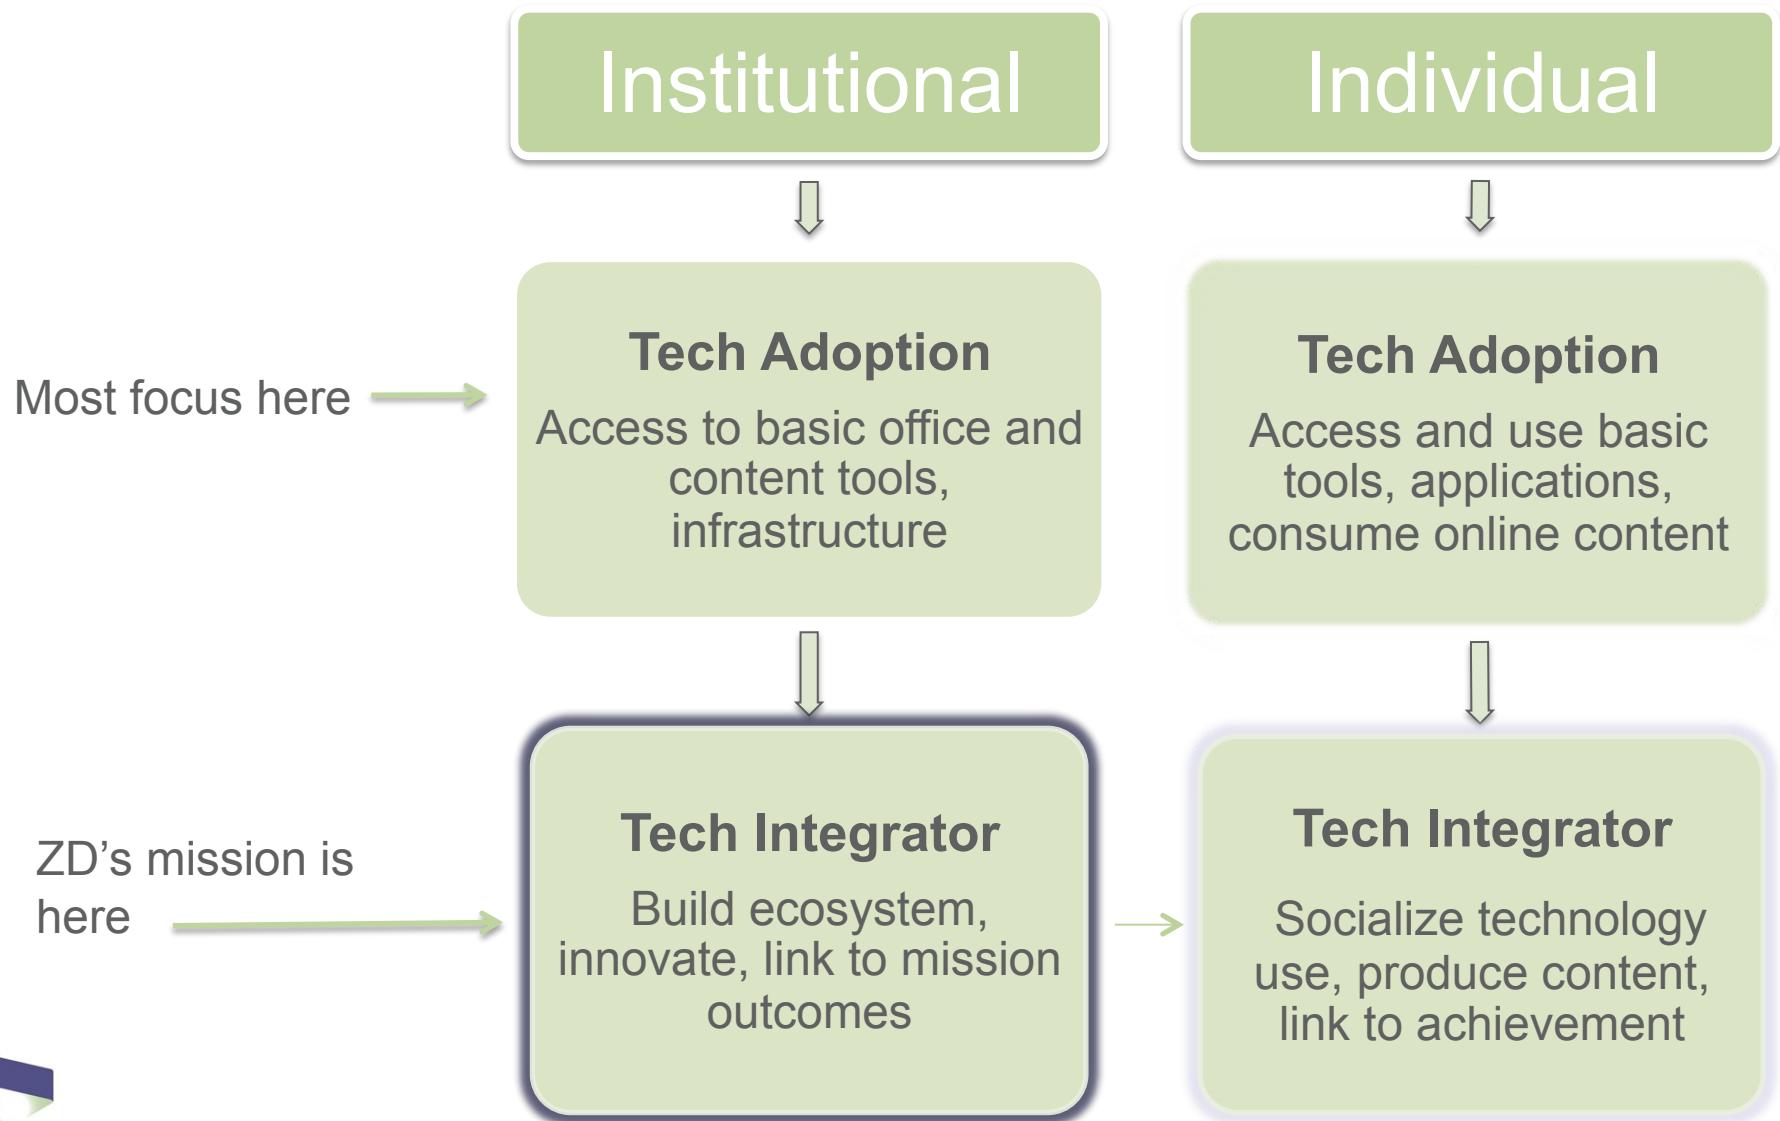 Institutional
Individual
Most focus here
Tech Adoption
Access to basic office and
content tools,
infrastructure
Tech Adoption
Access and use basic
tools, applications,
consume online content
ZD’s mission is
here
Tech Integrator
Build ecosystem,
innovate, link to mission
outcomes
Tech Integrator
Socialize technology
use, produce content,
link to achievement